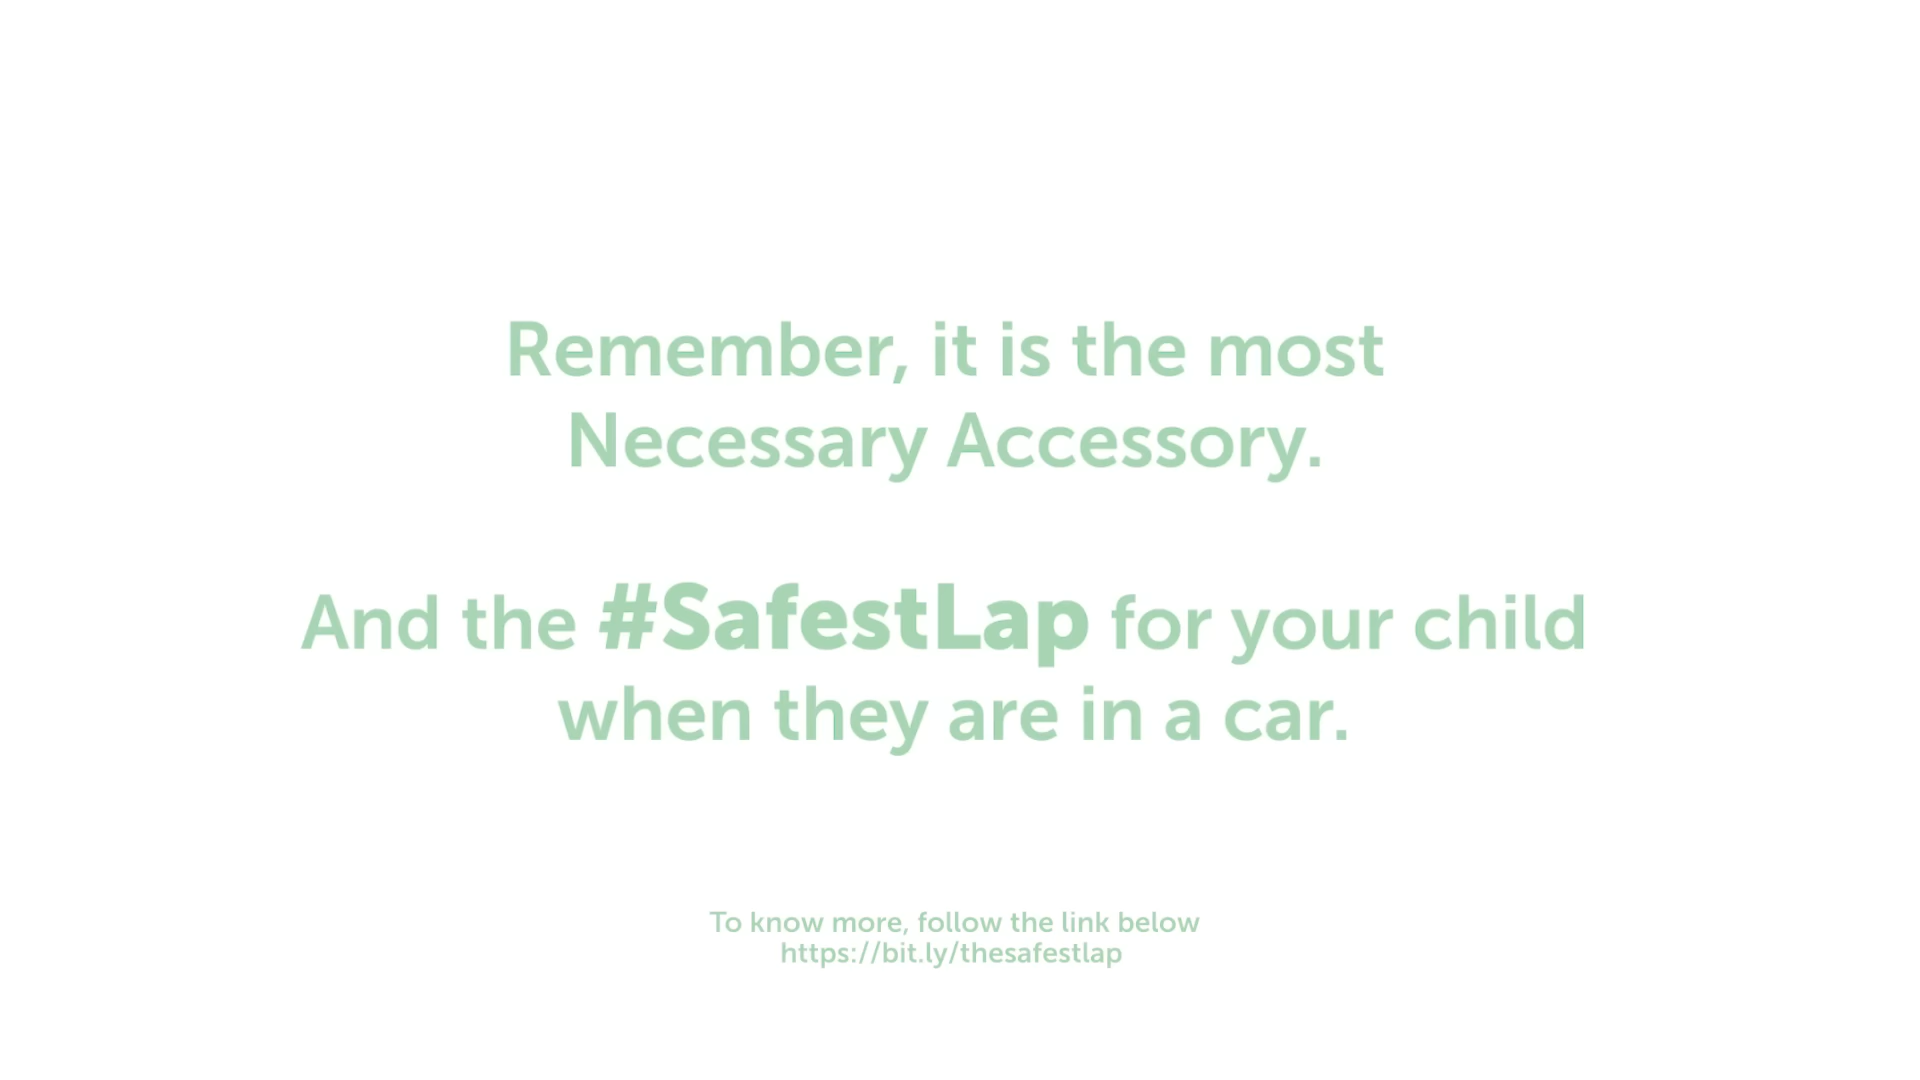 Remember, it is the most
Necessary Accessory.
And the #SafestLap for your child
when they are in a car.
To know more, follow the link below
https://bit.ly/thesafestlap